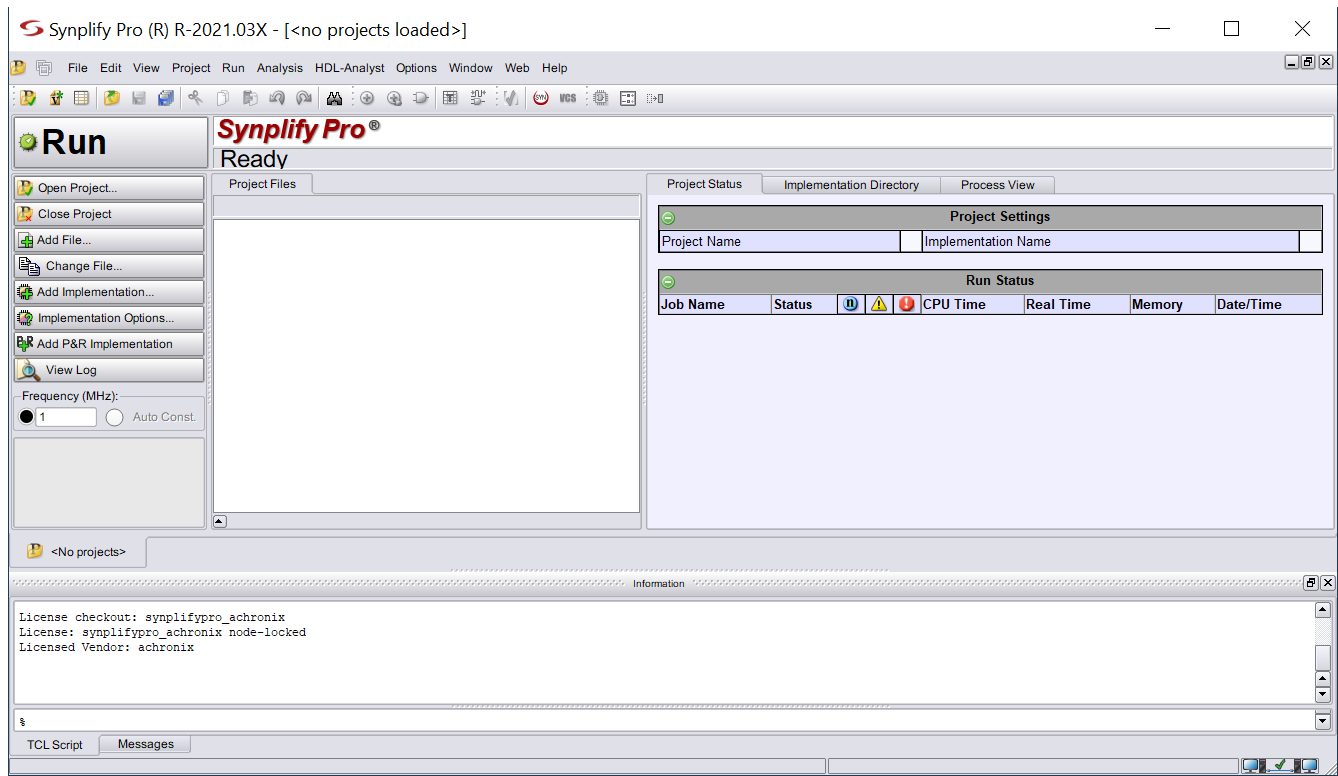 Synplify Pro (R) R-2021.03X - [<no projects loaded>]
File Edit View Project Run Analysis HDL-Analyst Options Window Web Help
SYN VCS
Run
Synplify Pro ®
Ready
Open Project...
Close Project
Add File...
Change File...
Add Implementation...
Implementation Options...
Add P&R Implementation
View Log
Frequency (MHz):
1 Auto Const.
Project Files
Project Status Implementation Directory Process View
Project Settings
Project Name Implementation Name
Run Status
Job Name Status n ! ! CPU Time Real Time Memory Date/Time
<No projects>
Information
License checkout: synplifypro_achronix
License: synplifypro_achronix node-locked
Licensed Vendor: achronix
%
TCL Script Messages